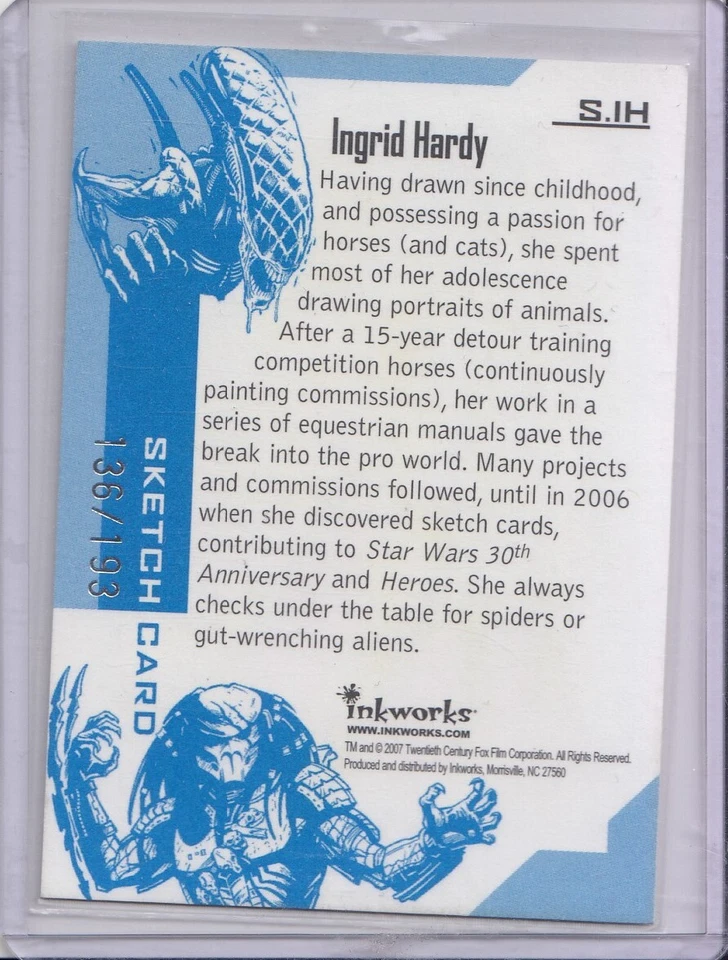 S.IH
Ingrid Hardy
Having drawn since childhood,
and possessing a passion for
horses (and cats), she spent
most of her adolescence
drawing portraits of animals.
After a 15-year detour training
competition horses (continuously
painting commissions), her work in a
series of equestrian manuals gave the
break into the pro world. Many projects
and commissions followed, until in 2006
when she discovered sketch cards,
contributing to Star Wars 30th
Anniversary and Heroes. She always
checks under the table for spiders or
gut-wrenching aliens.
SKETCH CARD
136/193
inkworks
WWW.INKWORKS.COM
TM and © 2007 Twentieth Century Fox Film Corporation. All Rights Reserved.
Produced and distributed by Inkworks, Morrisville, NC 27560